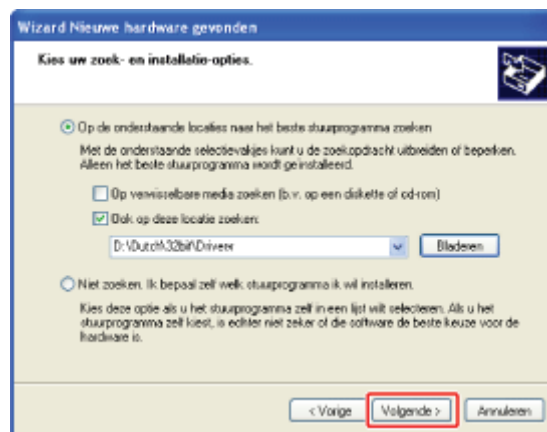 Wizard Nieuwe hardware gevonden
Kies uw zoek- en installatie-opties.
Op de onderstaande locaties naar het beste stuurprogramma zoeken
Met de onderstaande selectievakjes kunt u de zoekopdracht uitbreiden of beperken.
Alleen het beste stuurprogramma wordt geïnstalleerd.
Op verwisselbare media zoeken (b.v. op een diskette of cd-rom)
Ook op deze locatie zoeken:
D:\Dutch\32bit\Driver
Bladeren
Niet zoeken. Ik bepaal zelf welk stuurprogramma ik wil installeren.
Kies deze optie als u het stuurprogramma zelf in een lijst wilt selecteren. Als u het
stuurprogramma zelf kiest, is echter niet zeker of die software de beste keuze voor de
hardware is.
< Vorige Volgende > Annuleren